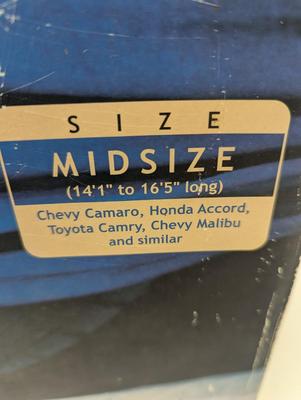 SIZE
MIDSIZE
(14'1" to 16'5" long)
Chevy Camaro, Honda Accord,
Toyota Camry, Chevy Malibu
and similar